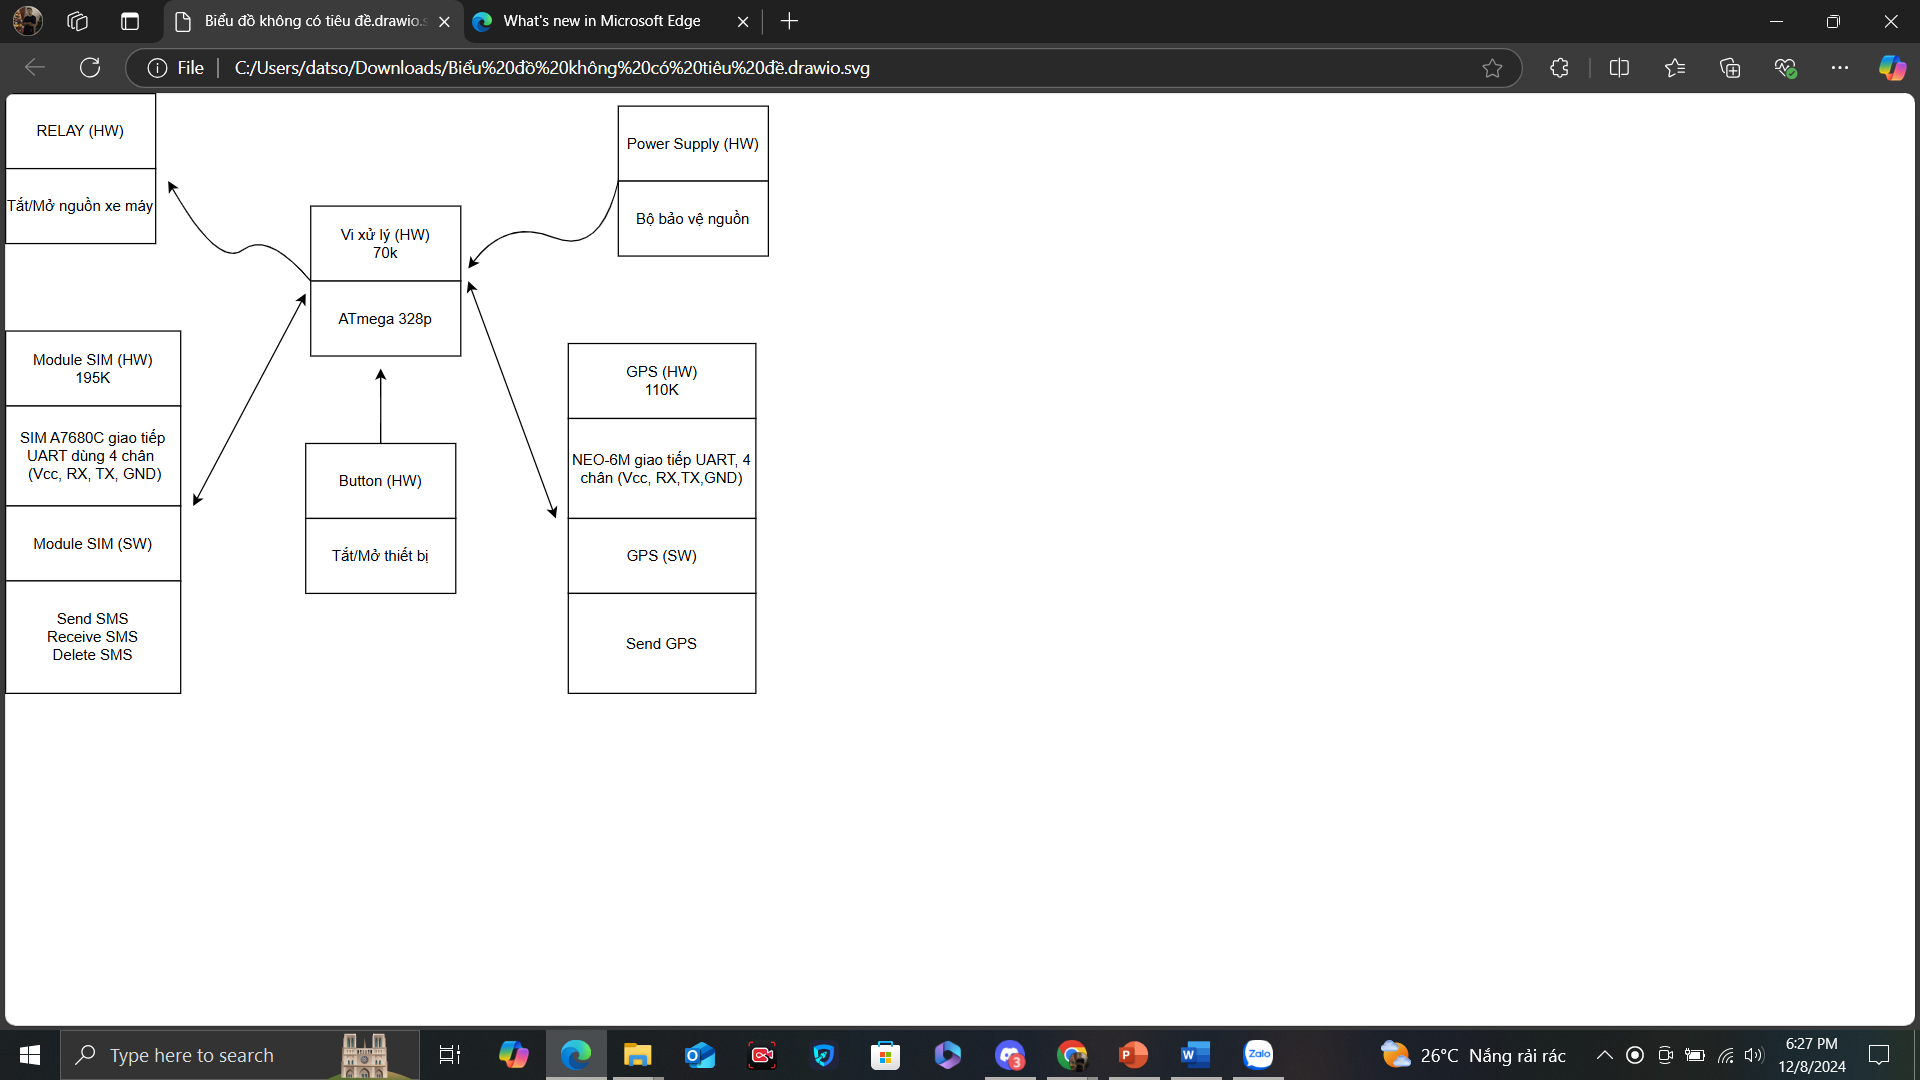 Biểu đồ không có tiêu đề.drawio.s
What's new in Microsoft Edge
File
C:/Users/datso/Downloads/Biểu%20đồ%20không%20có%20tiêu%20đề.drawio.svg
RELAY (HW)
Tắt/Mở nguồn xe máy
Power Supply (HW)
Bộ bảo vệ nguồn
Vi xử lý (HW)
70k
ATmega 328p
Module SIM (HW)
195K
SIM A7680C giao tiếp
UART dùng 4 chân
(Vcc, RX, TX, GND)
Module SIM (SW)
Send SMS
Receive SMS
Delete SMS
Button (HW)
Tắt/Mở thiết bị
GPS (HW)
110K
NEO-6M giao tiếp UART, 4
chân (Vcc, RX,TX,GND)
GPS (SW)
Send GPS
Type here to search
3
Zalo
26°C Nắng rải rác
6:27 PM
12/8/2024